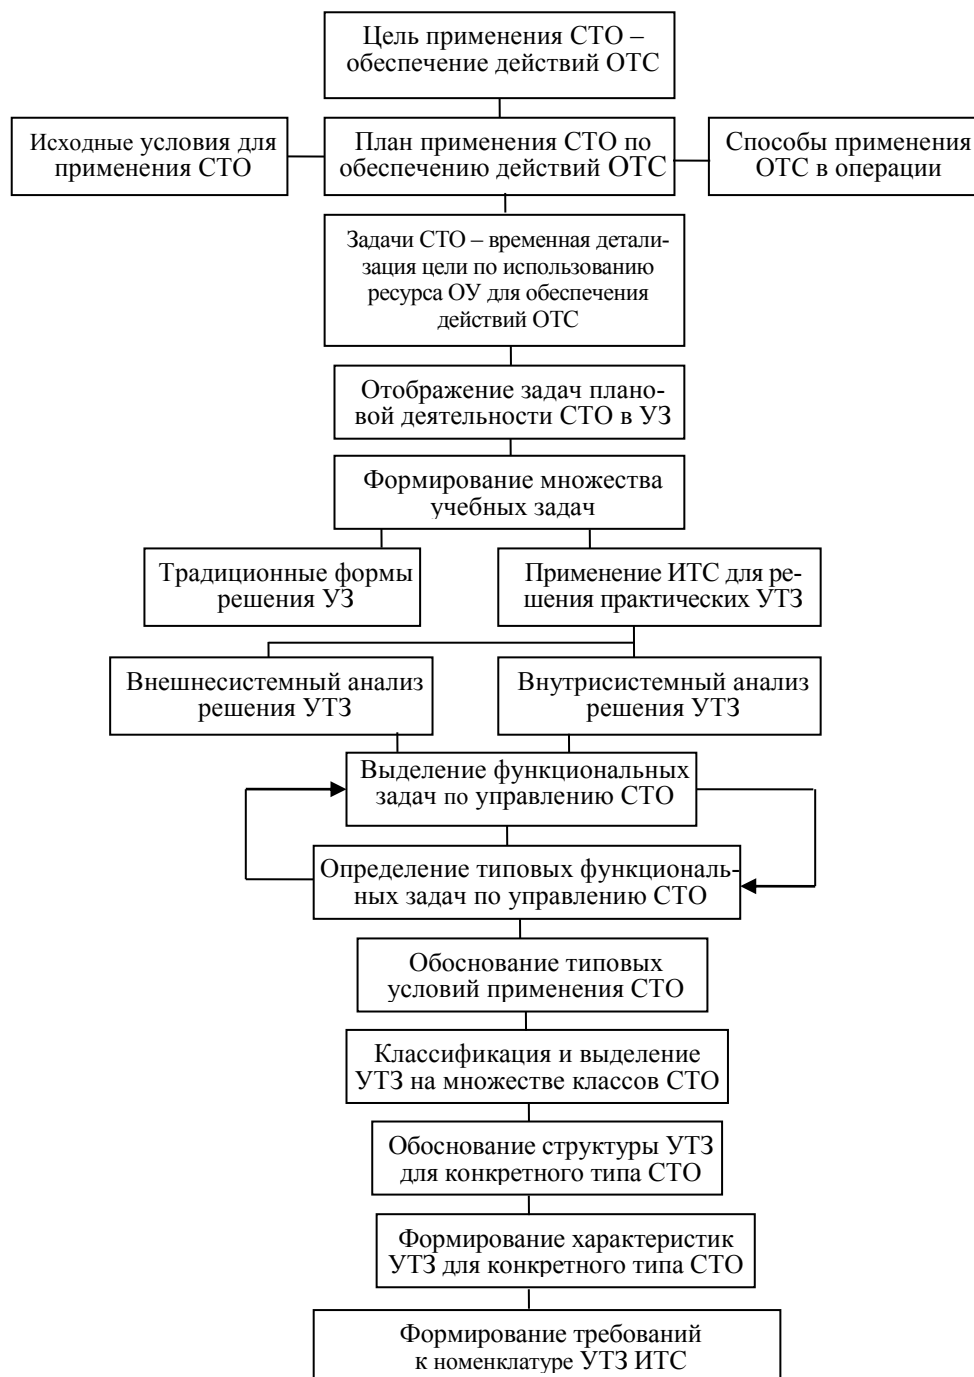 Цель применения СТО –
обеспечение действий ОТС
Исходные условия для
применения СТО
План применения СТО по
обеспечению действий ОТС
Способы применения
ОТС в операции
Задачи СТО – временная детали-
зация цели по использованию
ресурса ОУ для обеспечения
действий ОТС
Отображение задач плано-
вой деятельности СТО в УЗ
Формирование множества
учебных задач
Традиционные формы
решения УЗ
Применение ИТС для ре-
шения практических УТЗ
Внешнесистемный анализ
решения УТЗ
Внутрисистемный анализ
решения УТЗ
Выделение функциональных
задач по управлению СТО
Определение типовых функциональ-
ных задач по управлению СТО
Обоснование типовых
условий применения СТО
Классификация и выделение
УТЗ на множестве классов СТО
Обоснование структуры УТЗ
для конкретного типа СТО
Формирование характеристик
УТЗ для конкретного типа СТО
Формирование требований
к номенклатуре УТЗ ИТС